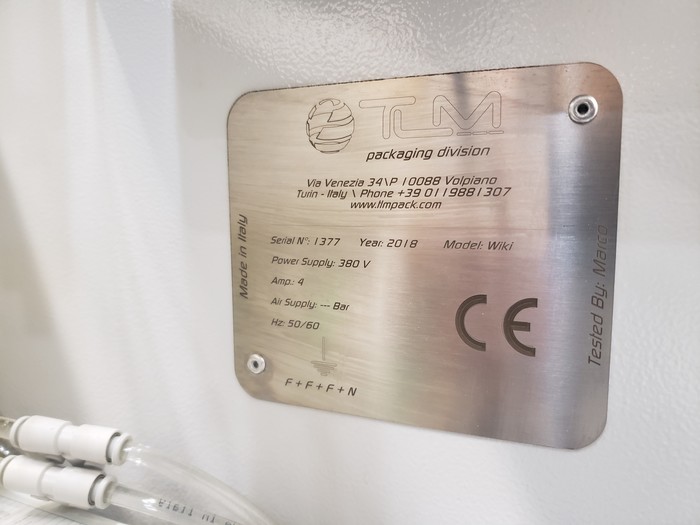 TLM
packaging division
Via Venezia 34\P 10088 Volpiano
Turin - Italy \ Phone +39 0119881307
www.tlmpack.com
Made in Italy
Serial N°: 1377 Year: 2018 Model: Wiki
Power Supply: 380 V
Amp.: 4
Air Supply: --- Bar
Hz: 50/60
F+F+F+N
CE
Tested By: Marco